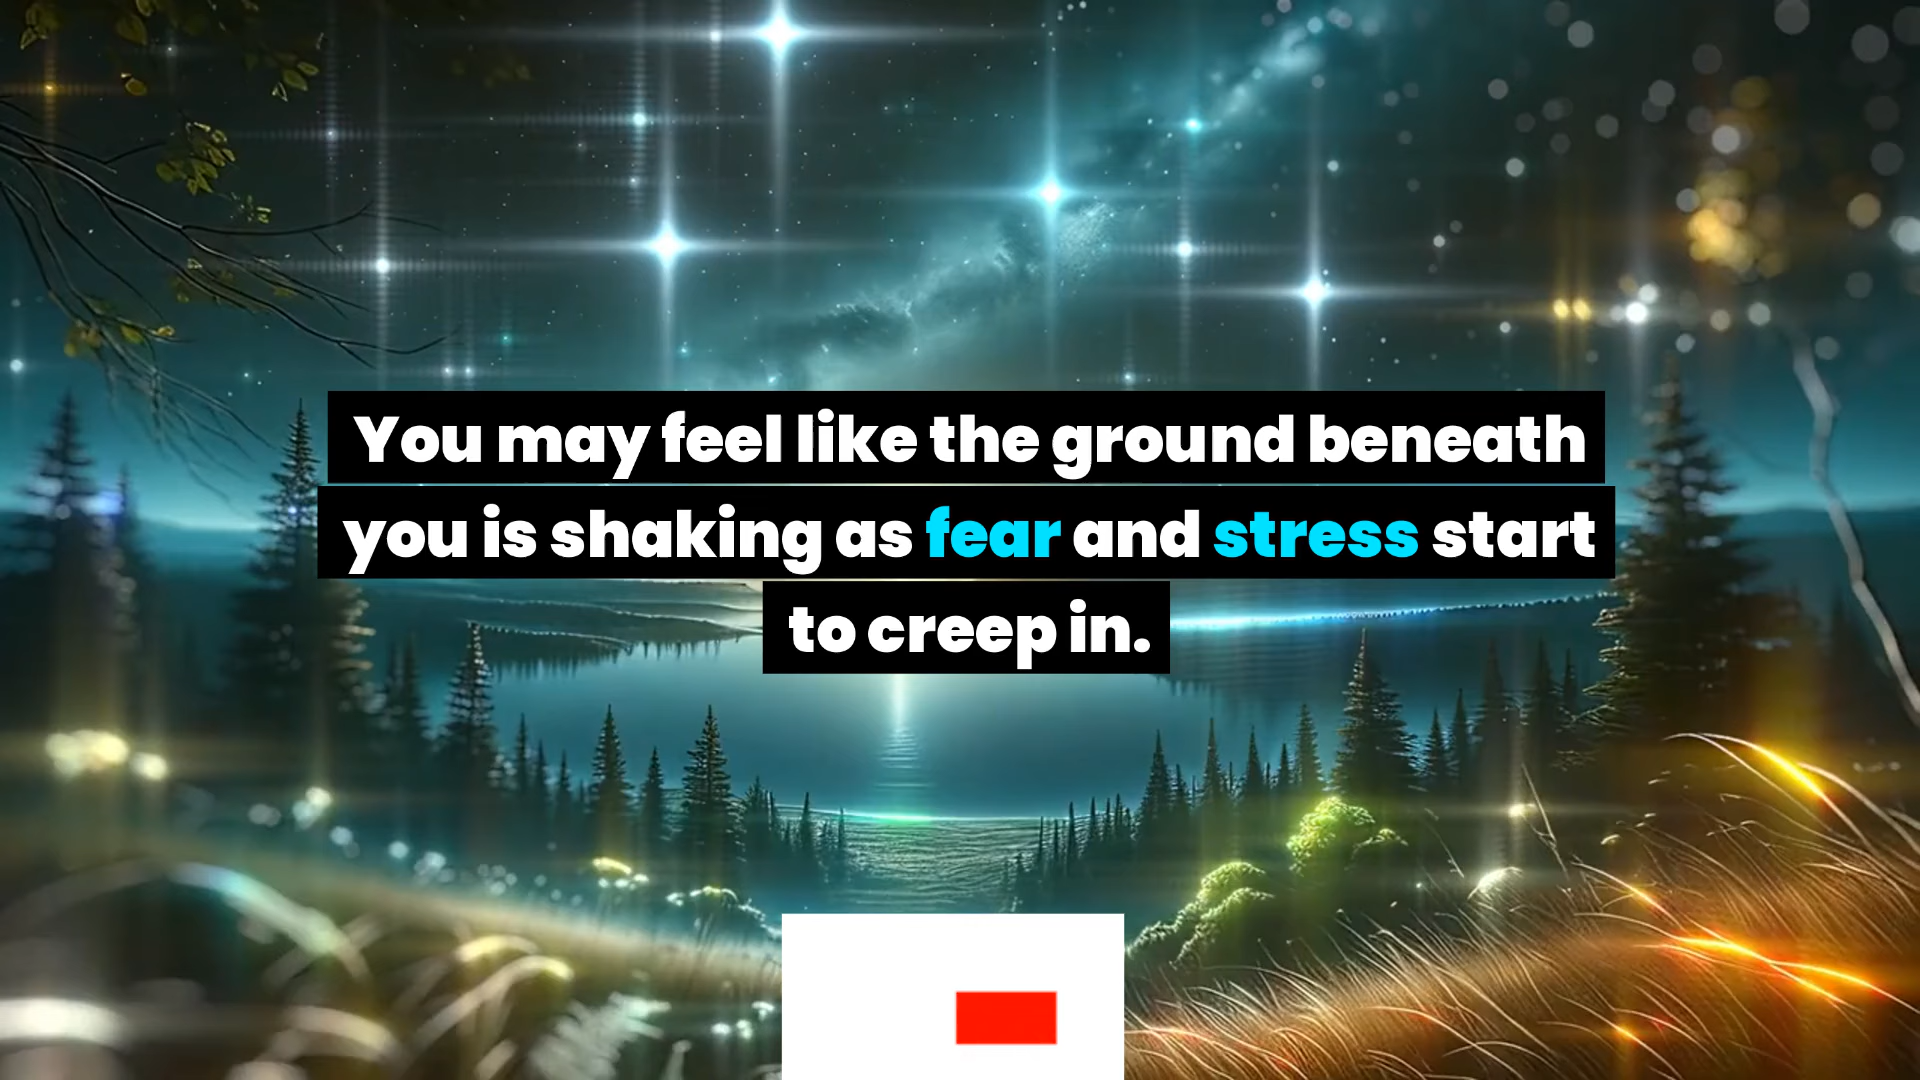 You may feel like the ground beneath
you is shaking as fear and stress start
to creep in.